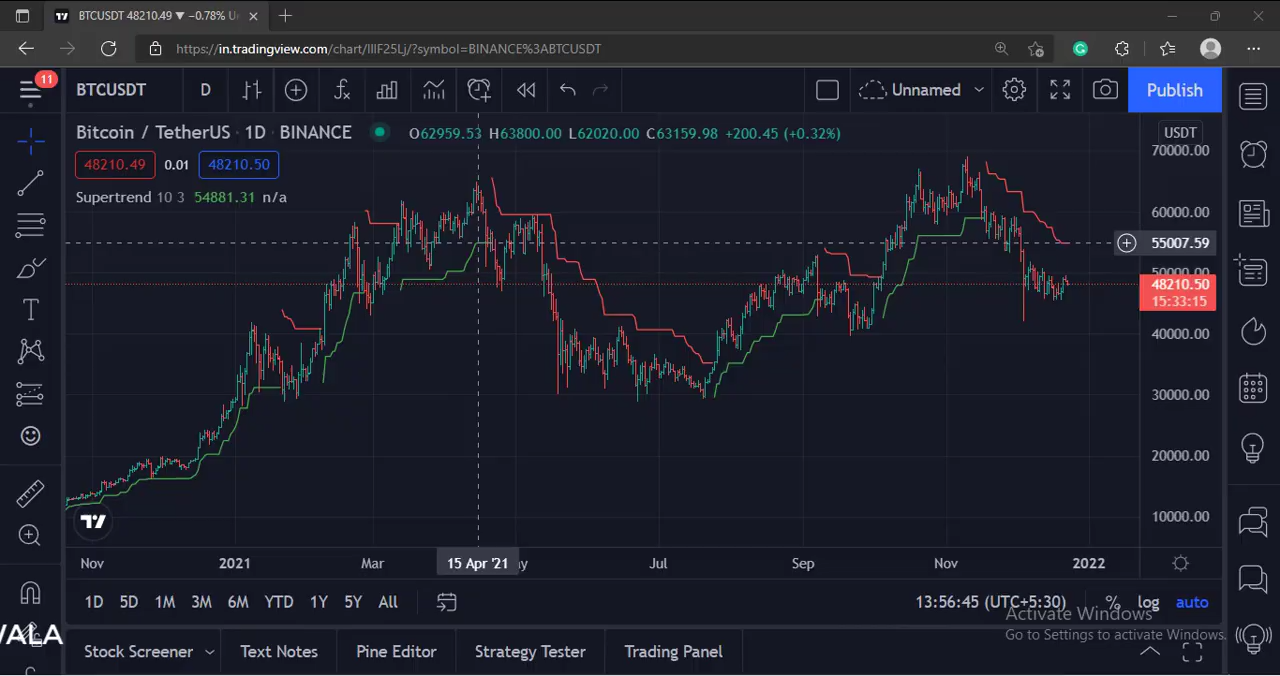 BTCUSDT 48210.49 ▼ −0.78% U
https://in.tradingview.com/chart/IIIF25Lj/?symbol=BINANCE%3ABTCUSDT
11
BTCUSDT D Unnamed Publish
Bitcoin / TetherUS · 1D · BINANCE O62959.53 H63800.00 L62020.00 C63159.98 +200.45 (+0.32%)
USDT
48210.49 0.01 48210.50
Supertrend 10 3 54881.31 n/a
70000.00
60000.00
55007.59
50000.00
48210.50
15:33:15
40000.00
30000.00
20000.00
10000.00
Nov 2021 Mar 15 Apr '21 Jul Sep Nov 2022
1D 5D 1M 3M 6M YTD 1Y 5Y All 13:56:45 (UTC+5:30) % log auto
Activate Windows
Go to Settings to activate Windows.
WALA
Stock Screener Text Notes Pine Editor Strategy Tester Trading Panel